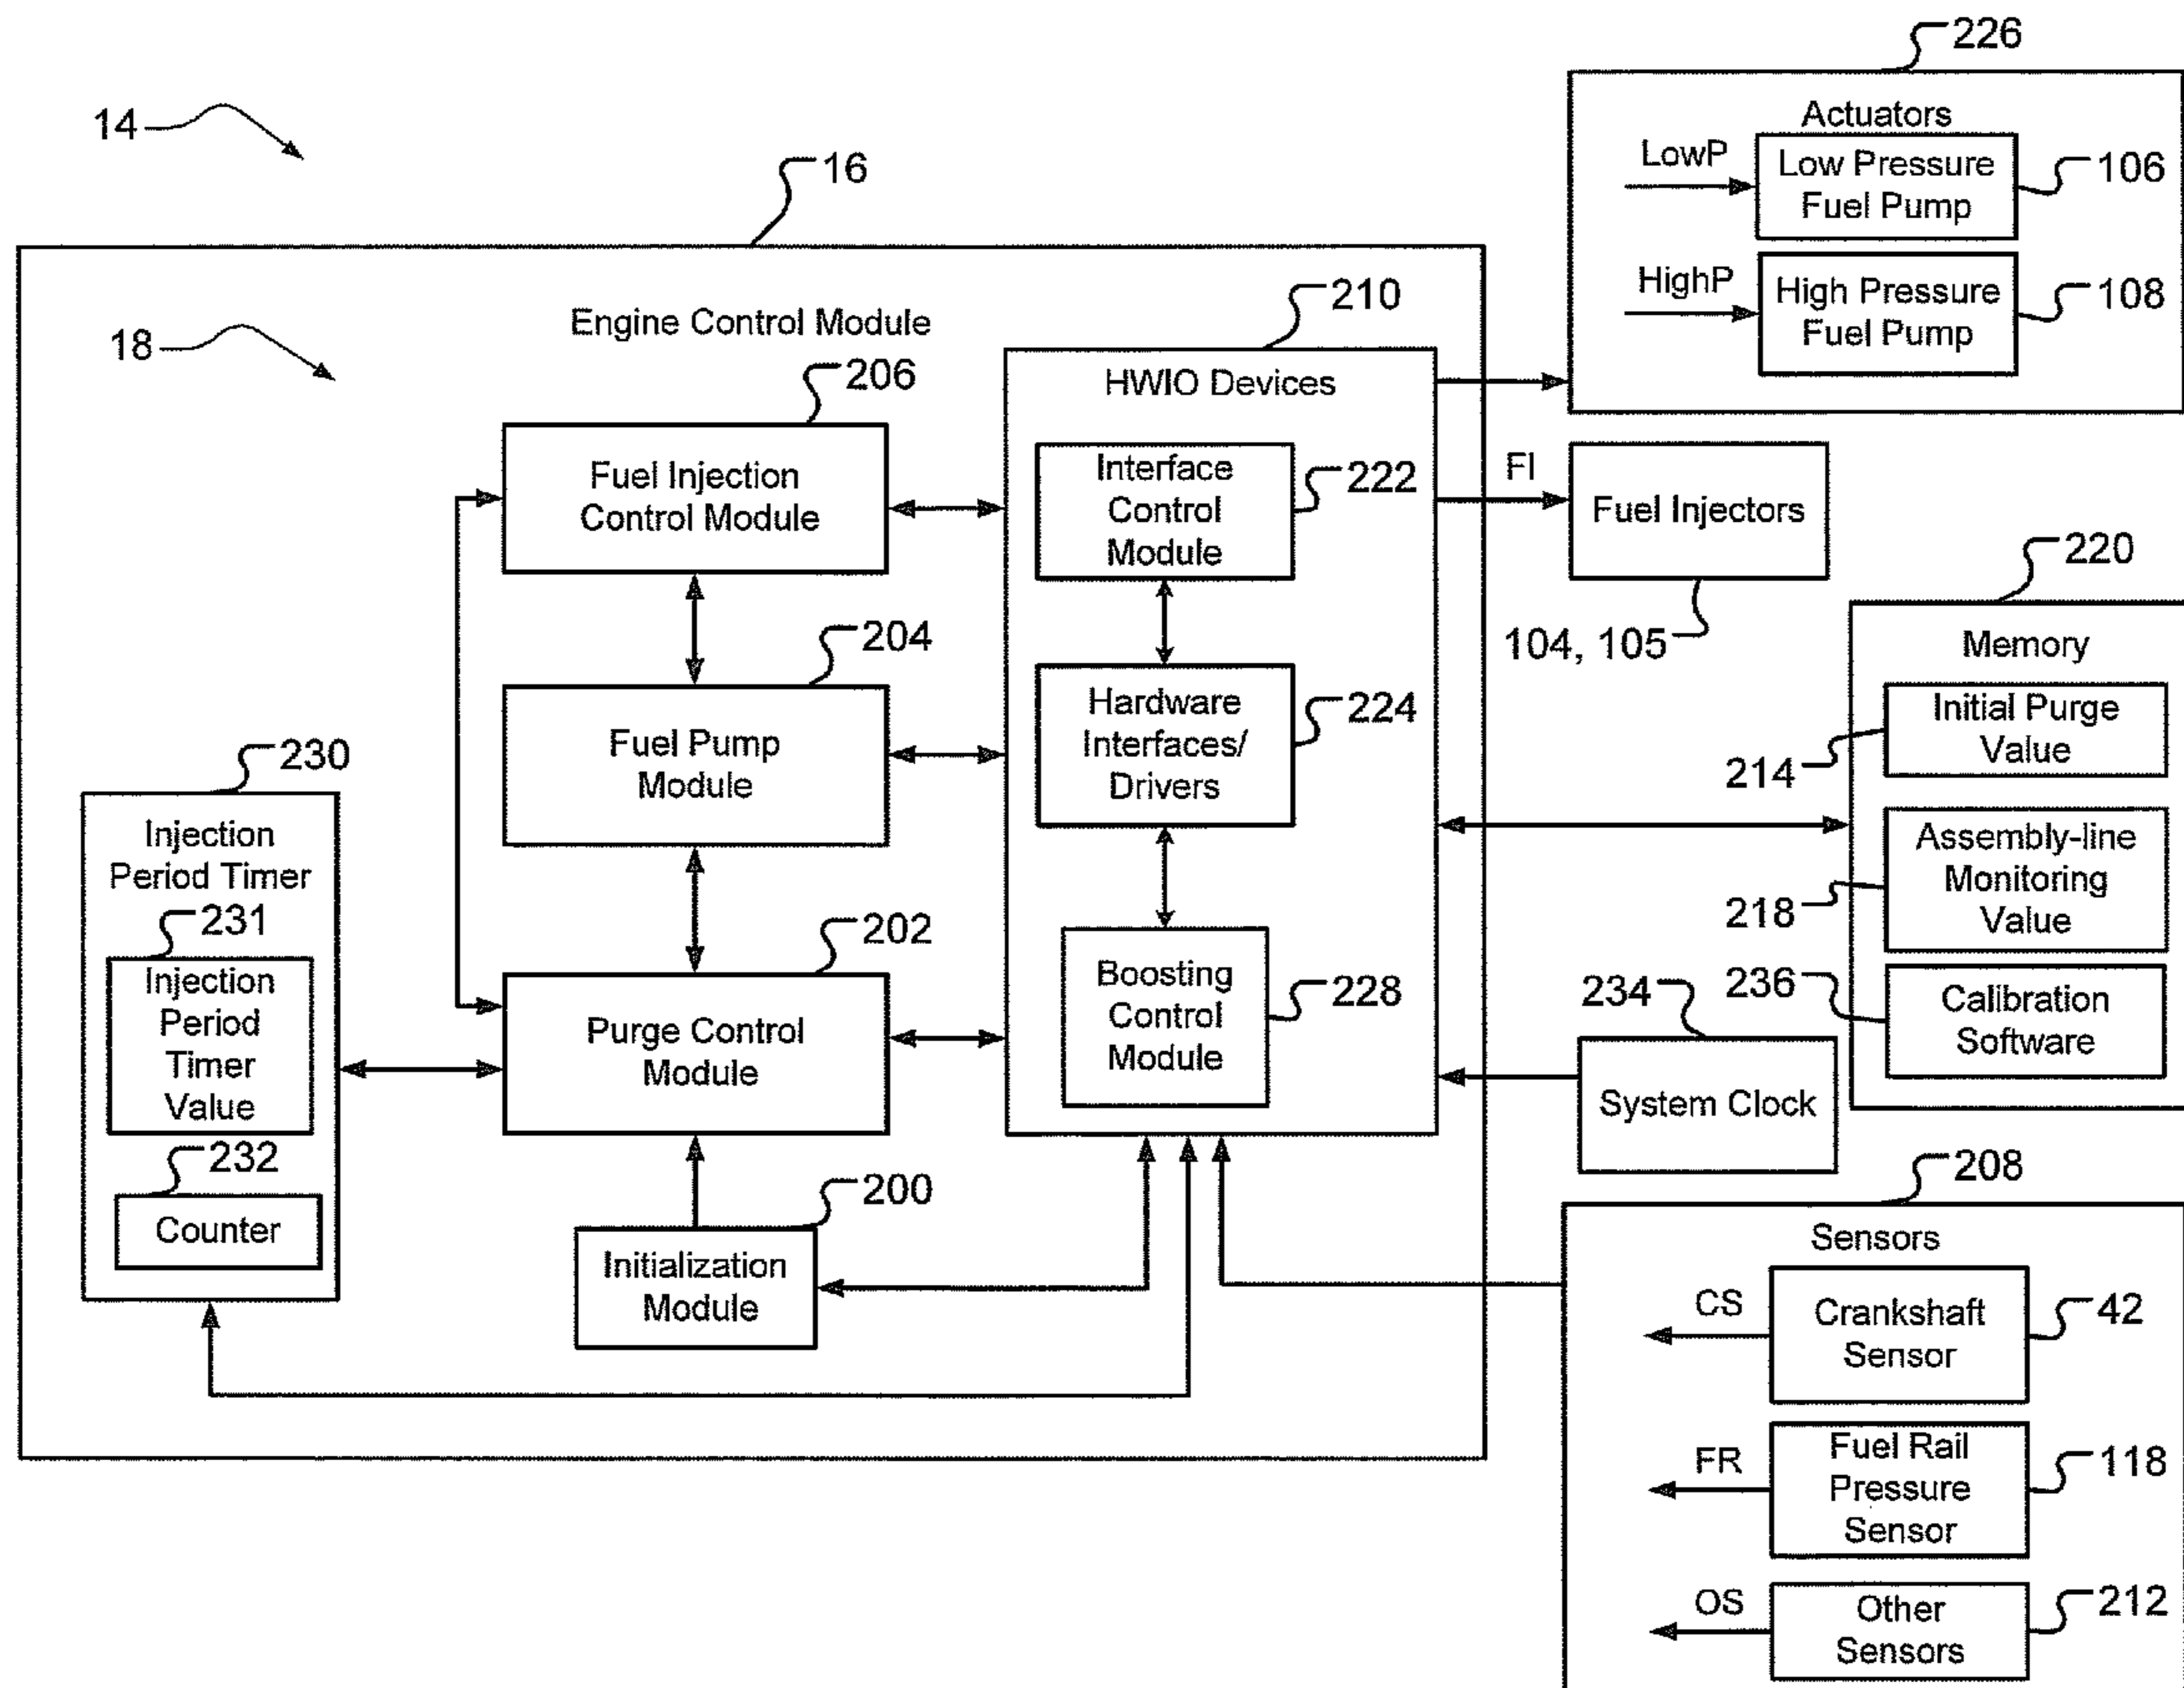 226
14
Actuators
LowP
Low Pressure
Fuel Pump
106
16
HighP
High Pressure
Fuel Pump
108
210
Engine Control Module
18
206
HWIO Devices
Fuel Injection
Control Module
Interface
Control
Module
222
FI
Fuel Injectors
104, 105
220
Memory
Initial Purge
Value
214
204
Fuel Pump
Module
Hardware
Interfaces/
Drivers
224
Assembly-line
Monitoring
Value
218
230
Injection
Period Timer
231
Injection
Period
Timer
Value
232
Counter
202
Purge Control
Module
Boosting
Control
Module
228
234
System Clock
236
Calibration
Software
200
Initialization
Module
208
Sensors
CS
Crankshaft
Sensor
42
FR
Fuel Rail
Pressure
Sensor
118
OS
Other
Sensors
212